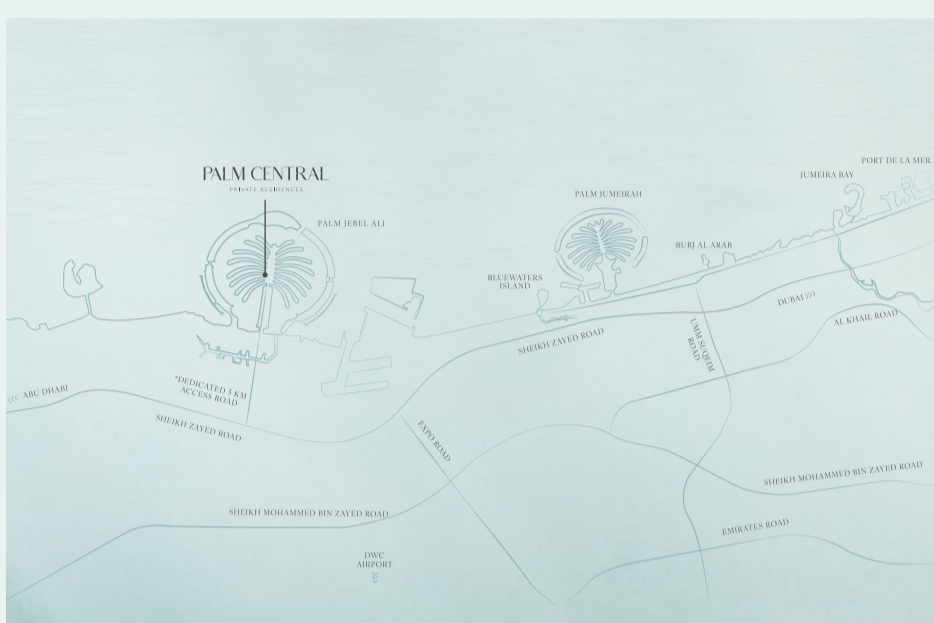 PORT DE LA MER
JUMEIRA BAY
PALM CENTRAL
PRIVATE RESIDENCES
PALM JUMEIRAH
PALM JEBEL ALI
BURJ AL ARAB
BLUEWATERS
ISLAND
DUBAI >>>
AL KHAIL ROAD
SHEIKH ZAYED ROAD
UMM SUQEIM
ROAD
*DEDICATED 5 KM
ACCESS ROAD
<<< ABU DHABI
SHEIKH ZAYED ROAD
EXPO ROAD
SHEIKH MOHAMMED BIN ZAYED ROAD
SHEIKH MOHAMMED BIN ZAYED ROAD
EMIRATES ROAD
DWC
AIRPORT